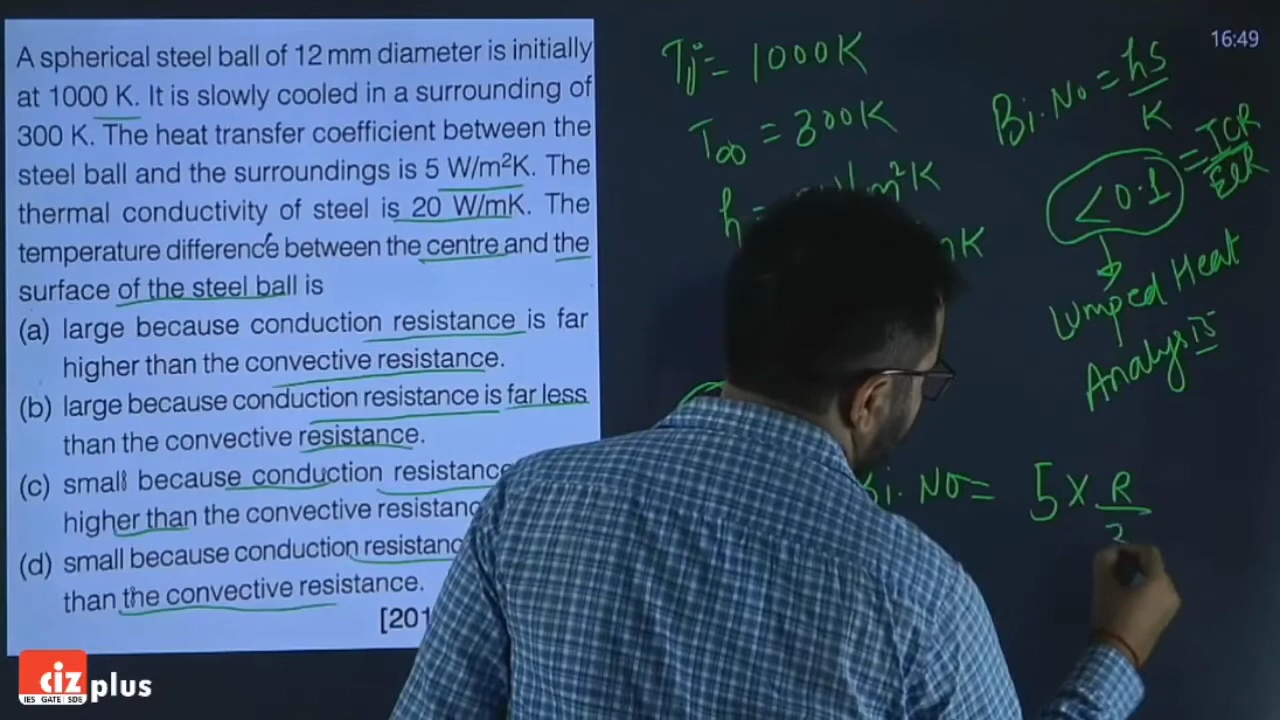 A spherical steel ball of 12 mm diameter is initially
at 1000 K. It is slowly cooled in a surrounding of
300 K. The heat transfer coefficient between the
steel ball and the surroundings is 5 W/m²K. The
thermal conductivity of steel is 20 W/mK. The
temperature difference between the centre and the
surface of the steel ball is
(a) large because conduction resistance is far
higher than the convective resistance.
(b) large because conduction resistance is far less
than the convective resistance.
(c) small because conduction resistance
higher than the convective
(d) small because conduction
than the convective resistance.
[201
Ti = 1000K
T∞ = 300K
h =
m²K
K
Bi. No = hS
K
< 0.1
= ICR
Lumped Heat
Analysis
Bi. No = 5 × R
3
16:49
ciz plus
IES GATE SDE